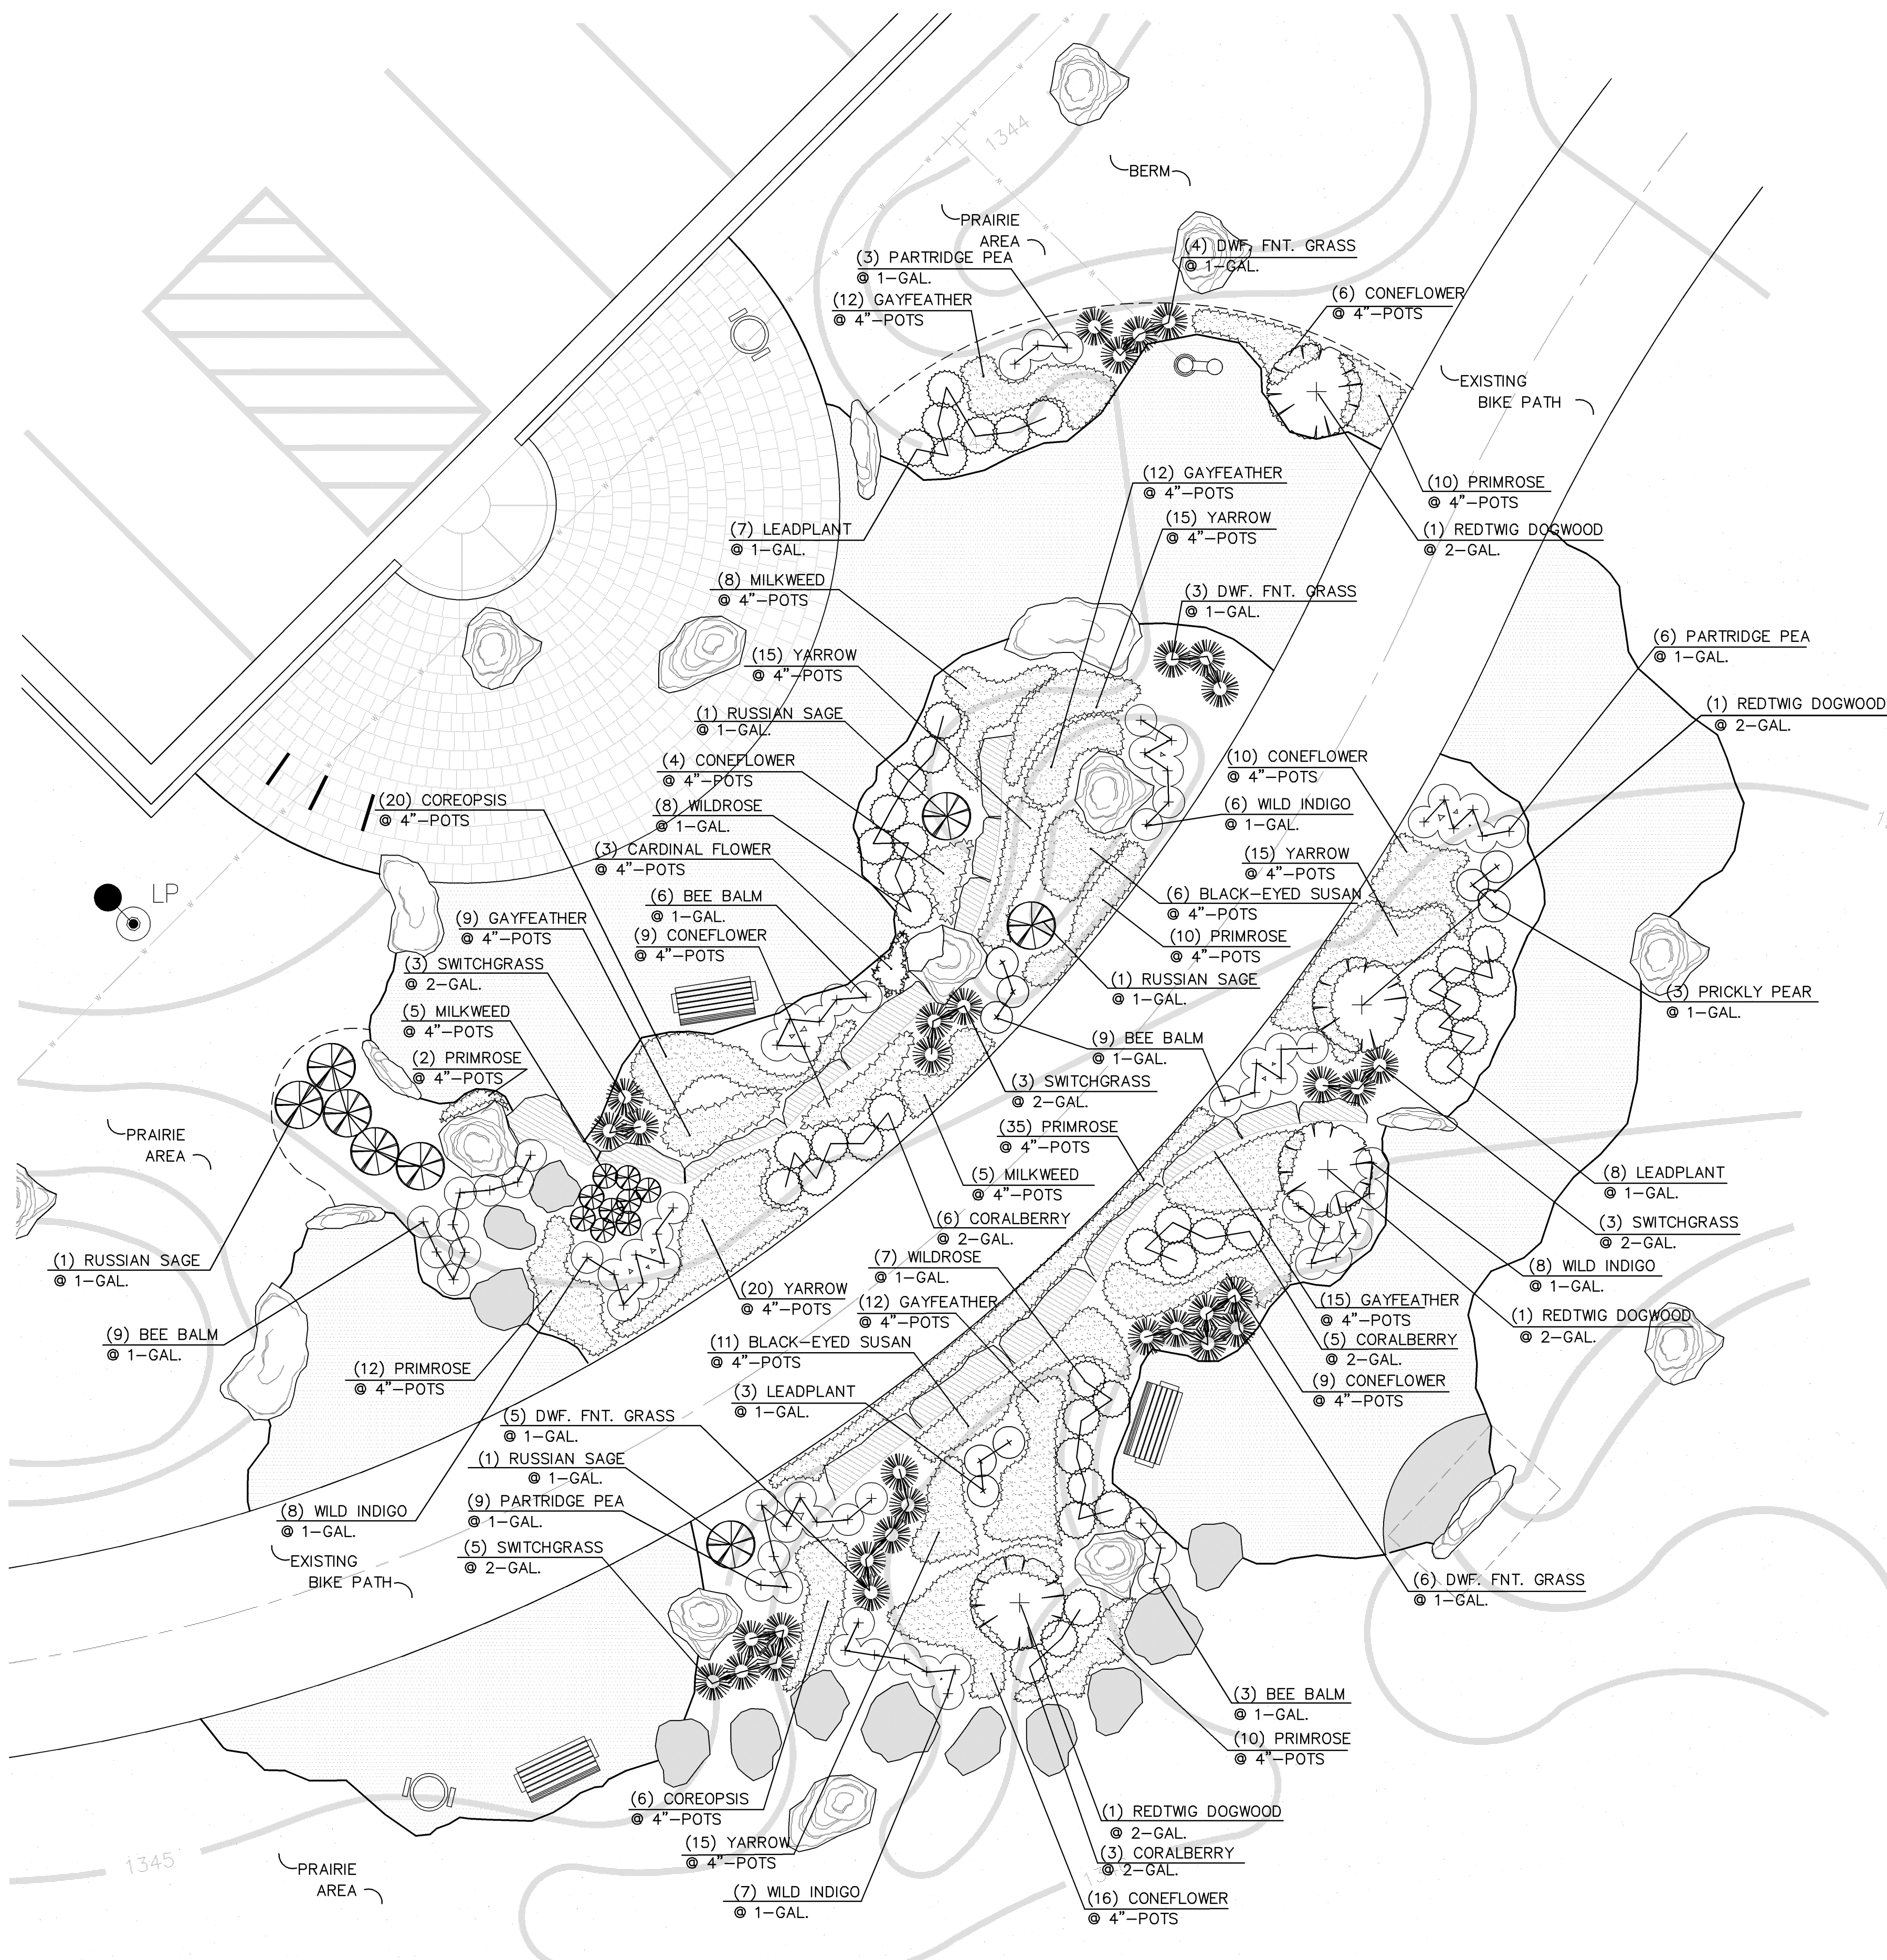 1344
BERM
PRAIRIE
AREA
(4) DWF. FNT. GRASS
@ 1-GAL.
(3) PARTRIDGE PEA
@ 1-GAL.
(12) GAYFEATHER
@ 4"-POTS
(6) CONEFLOWER
@ 4"-POTS
EXISTING
BIKE PATH
(12) GAYFEATHER
@ 4"-POTS
(10) PRIMROSE
@ 4"-POTS
(15) YARROW
@ 4"-POTS
(7) LEADPLANT
@ 1-GAL.
(1) REDTWIG DOGWOOD
@ 2-GAL.
(8) MILKWEED
@ 4"-POTS
(3) DWF. FNT. GRASS
@ 1-GAL.
(6) PARTRIDGE PEA
@ 1-GAL.
(15) YARROW
@ 4"-POTS
(1) REDTWIG DOGWOOD
@ 2-GAL.
(1) RUSSIAN SAGE
@ 1-GAL.
(4) CONEFLOWER
@ 4"-POTS
(10) CONEFLOWER
@ 4"-POTS
(20) COREOPSIS
@ 4"-POTS
(8) WILDROSE
@ 1-GAL.
(6) WILD INDIGO
@ 1-GAL.
(3) CARDINAL FLOWER
@ 4"-POTS
(15) YARROW
@ 4"-POTS
LP
(6) BEE BALM
@ 1-GAL.
(6) BLACK-EYED SUSAN
@ 4"-POTS
(9) GAYFEATHER
@ 4"-POTS
(9) CONEFLOWER
@ 4"-POTS
(10) PRIMROSE
@ 4"-POTS
(3) SWITCHGRASS
@ 2-GAL.
(1) RUSSIAN SAGE
@ 1-GAL.
(3) PRICKLY PEAR
@ 1-GAL.
(5) MILKWEED
@ 4"-POTS
(9) BEE BALM
@ 1-GAL.
(2) PRIMROSE
@ 4"-POTS
(3) SWITCHGRASS
@ 2-GAL.
PRAIRIE
AREA
(35) PRIMROSE
@ 4"-POTS
(5) MILKWEED
@ 4"-POTS
(8) LEADPLANT
@ 1-GAL.
(6) CORALBERRY
@ 2-GAL.
(3) SWITCHGRASS
@ 2-GAL.
(1) RUSSIAN SAGE
@ 1-GAL.
(7) WILDROSE
@ 1-GAL.
(8) WILD INDIGO
@ 1-GAL.
(20) YARROW
@ 4"-POTS
(12) GAYFEATHER
@ 4"-POTS
(15) GAYFEATHER
@ 4"-POTS
(1) REDTWIG DOGWOOD
@ 2-GAL.
(9) BEE BALM
@ 1-GAL.
(11) BLACK-EYED SUSAN
@ 4"-POTS
(5) CORALBERRY
@ 2-GAL.
(12) PRIMROSE
@ 4"-POTS
(3) LEADPLANT
@ 1-GAL.
(9) CONEFLOWER
@ 4"-POTS
(5) DWF. FNT. GRASS
@ 1-GAL.
(1) RUSSIAN SAGE
@ 1-GAL.
(9) PARTRIDGE PEA
@ 1-GAL.
(8) WILD INDIGO
@ 1-GAL.
(5) SWITCHGRASS
@ 2-GAL.
EXISTING
BIKE PATH
(6) DWF. FNT. GRASS
@ 1-GAL.
(3) BEE BALM
@ 1-GAL.
(10) PRIMROSE
@ 4"-POTS
(6) COREOPSIS
@ 4"-POTS
(1) REDTWIG DOGWOOD
@ 2-GAL.
(15) YARROW
@ 4"-POTS
(3) CORALBERRY
@ 2-GAL.
1345
PRAIRIE
AREA
(7) WILD INDIGO
@ 1-GAL.
(16) CONEFLOWER
@ 4"-POTS